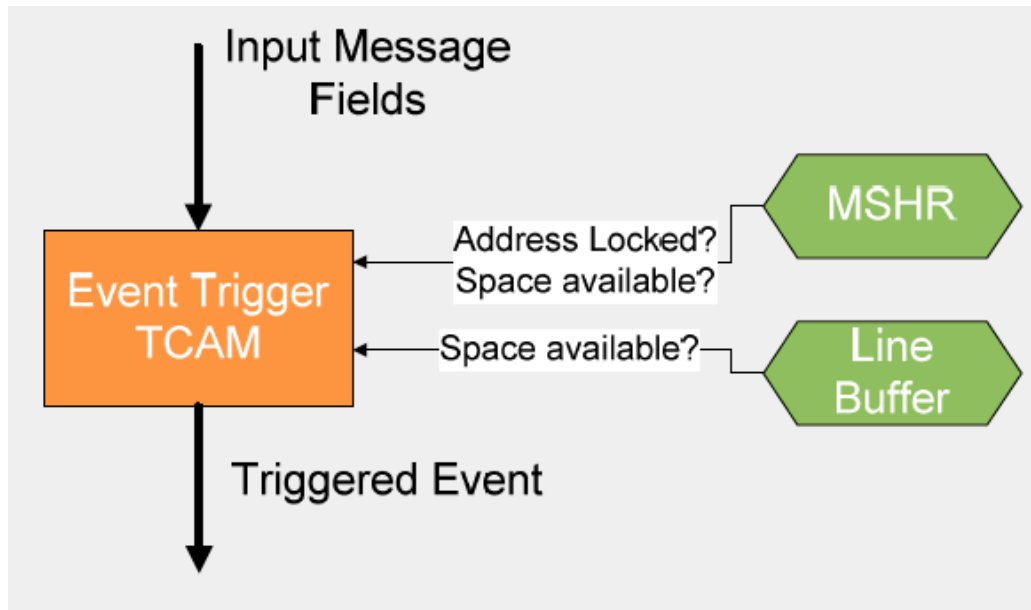 Input Message
Fields
MSHR
Address Locked?
Space available?
Event Trigger
TCAM
Space available?
Line
Buffer
Triggered Event